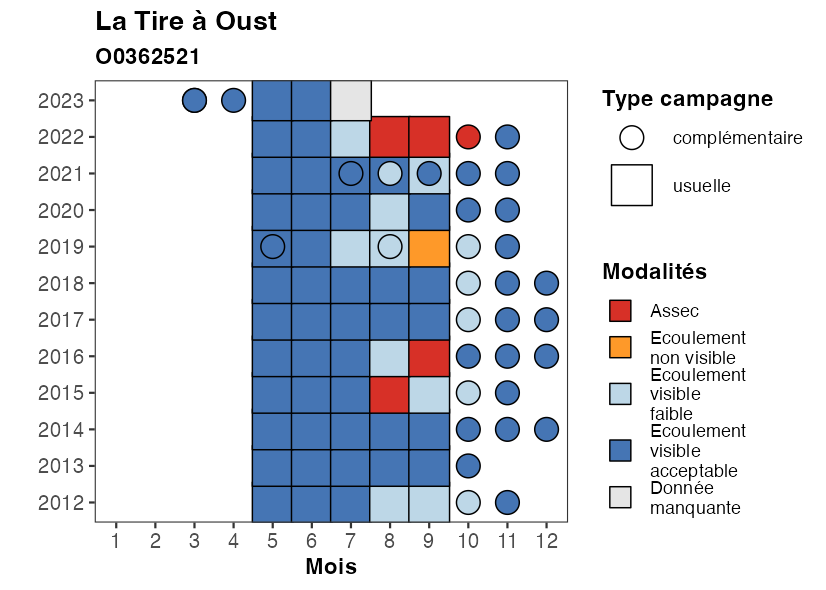 La Tire à Oust
O0362521
2023
2022
2021
2020
2019
2018
2017
2016
2015
2014
2013
2012
1 2 3 4 5 6 7 8 9 10 11 12
Mois
Type campagne
complémentaire
usuelle
Modalités
Assec
Ecoulement
non visible
Ecoulement
visible
faible
Ecoulement
visible
acceptable
Donnée
manquante